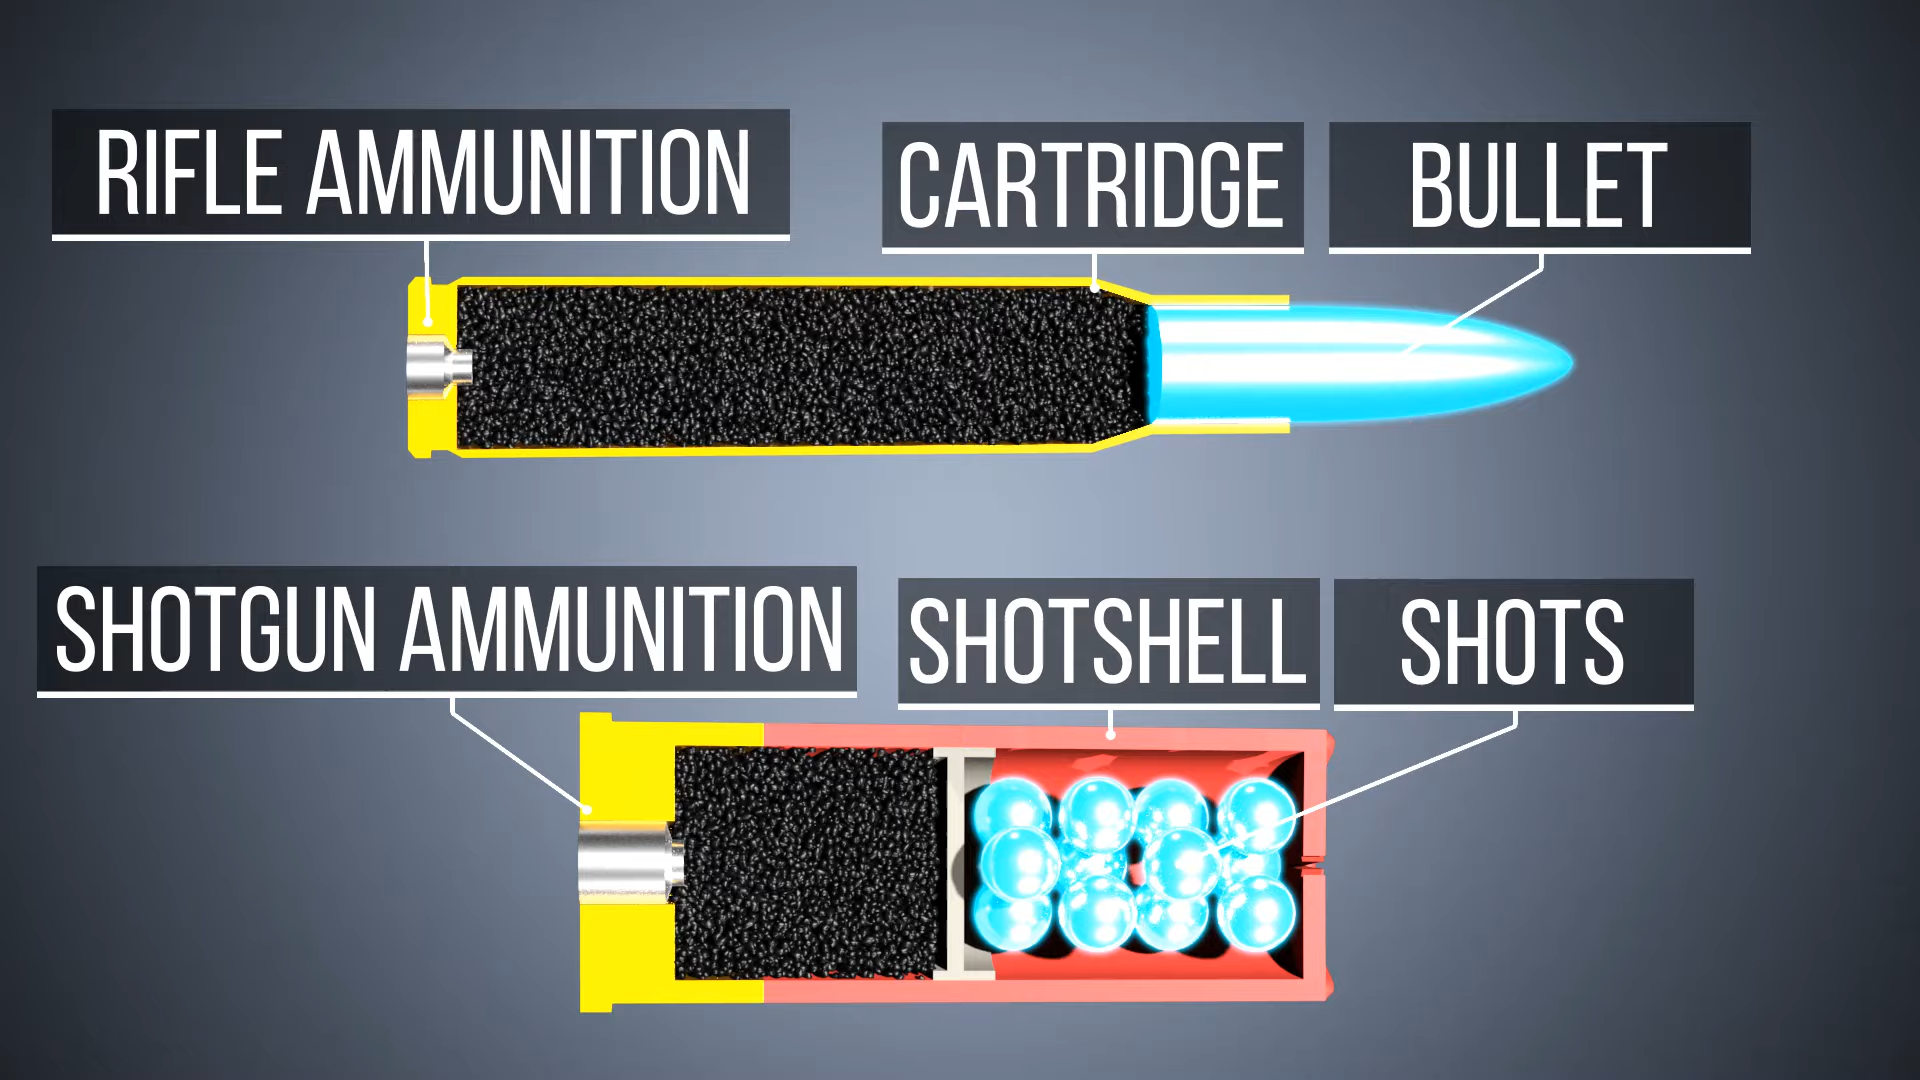 RIFLE AMMUNITION
CARTRIDGE
BULLET
SHOTGUN AMMUNITION
SHOTSHELL
SHOTS